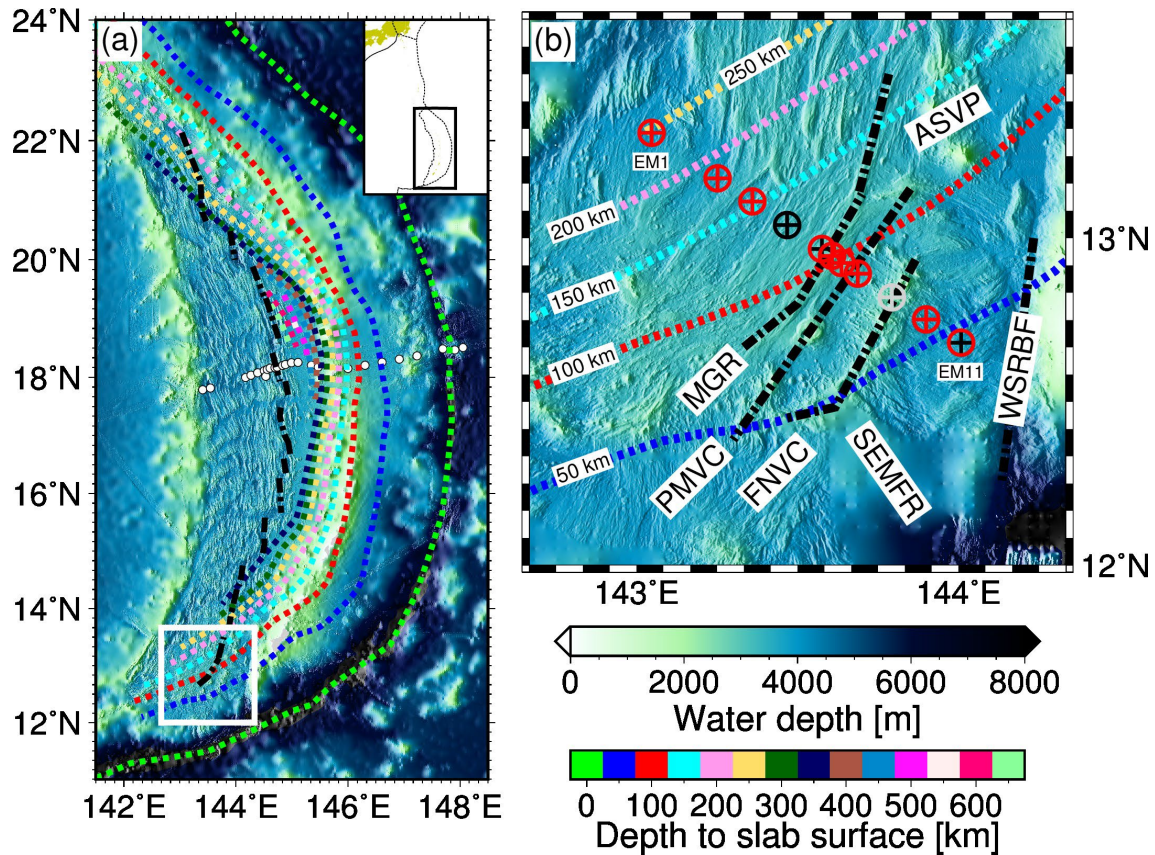 (a)
24˚N
22˚N
20˚N
18˚N
16˚N
14˚N
12˚N
142˚E
144˚E
146˚E
148˚E
(b)
250 km
EM1
ASVP
200 km
150 km
13˚N
100 km
MGR
EM11
WSRBF
50 km
PMVC
FNVC
SEMFR
12˚N
143˚E
144˚E
0 2000 4000 6000 8000
Water depth [m]
0 100 200 300 400 500 600
Depth to slab surface [km]